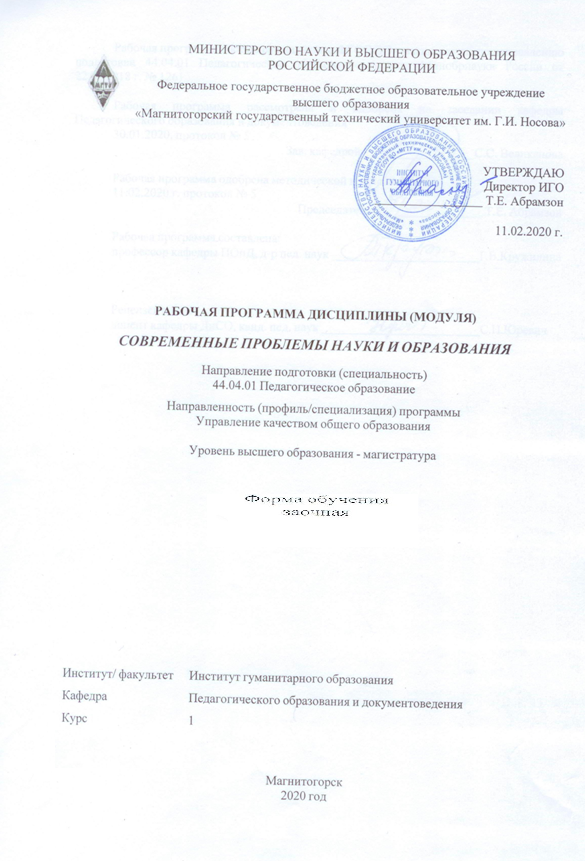 МИНИСТЕРСТВО НАУКИ И ВЫСШЕГО ОБРАЗОВАНИЯ
РОССИЙСКОЙ ФЕДЕРАЦИИ
Федеральное государственное бюджетное образовательное учреждение
высшего образования
«Магнитогорский государственный технический университет им. Г.И. Носова»
ИНСТИТУТ
ГУМАНИТАРНОГО
УТВЕРЖДАЮ
Директор ИГО
Т.Е. Абрамзон
11.02.2020 г.
РАБОЧАЯ ПРОГРАММА ДИСЦИПЛИНЫ (МОДУЛЯ)
СОВРЕМЕННЫЕ ПРОБЛЕМЫ НАУКИ И ОБРАЗОВАНИЯ
Направление подготовки (специальность)
44.04.01 Педагогическое образование
Направленность (профиль/специализация) программы
Управление качеством общего образования
Уровень высшего образования - магистратура
Форма обучения
заочная
Институт/ факультет Институт гуманитарного образования
Кафедра Педагогического образования и документоведения
Курс 1
Магнитогорск
2020 год